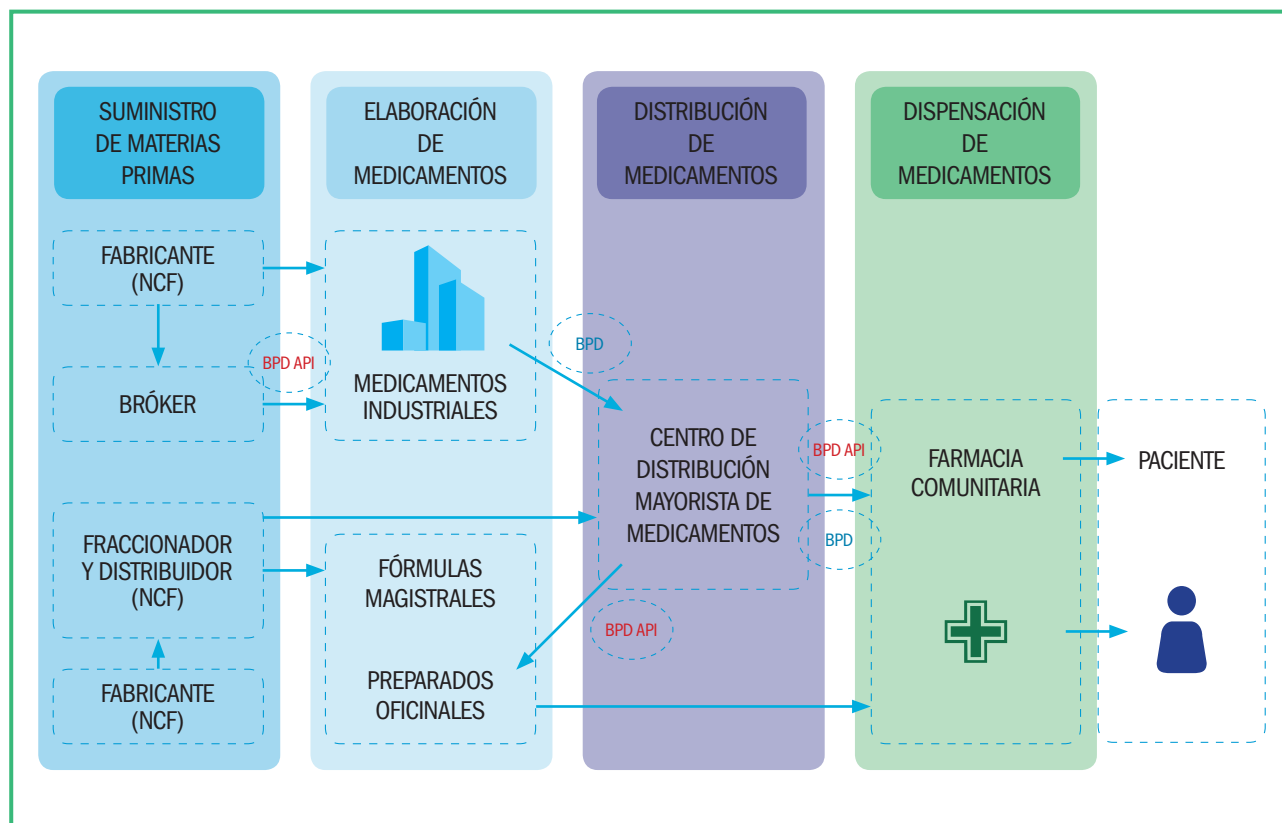 SUMINISTRO
DE MATERIAS
PRIMAS
ELABORACIÓN
DE
MEDICAMENTOS
DISTRIBUCIÓN
DE
MEDICAMENTOS
DISPENSACIÓN
DE
MEDICAMENTOS
FABRICANTE
(NCF)
BRÓKER
BPD API
FRACCIONADOR
Y DISTRIBUIDOR
(NCF)
FABRICANTE
(NCF)
MEDICAMENTOS
INDUSTRIALES
BPD
FÓRMULAS
MAGISTRALES
PREPARADOS
OFICINALES
CENTRO DE
DISTRIBUCIÓN
MAYORISTA DE
MEDICAMENTOS
BPD API
BPD API
BPD
FARMACIA
COMUNITARIA
PACIENTE